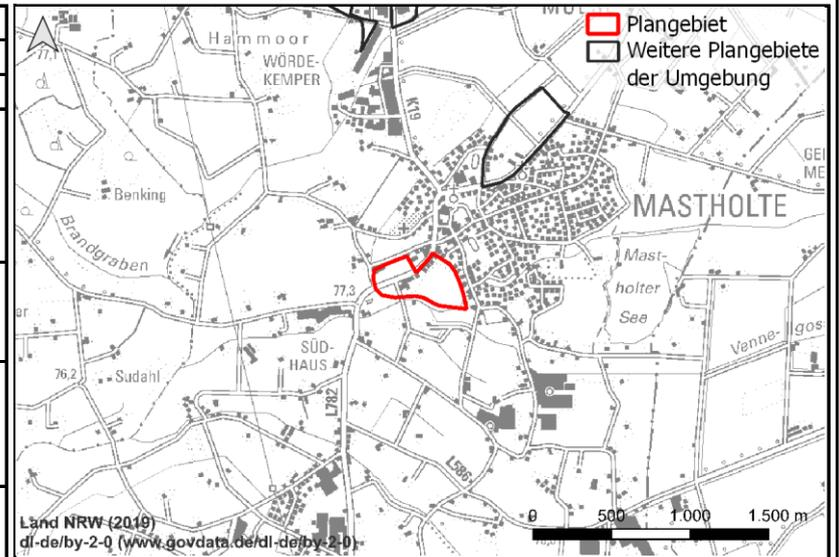 Plangebiet
Weitere Plangebiete
der Umgebung
Hammoor
77,1
WÖRDE-
KEMPER
K19
Benking
Brandgraben
MASTHOLTE
Mast-
holter
See
77.3
SÜD-
HAUS
76,2
Sudahl
L782
L586
Land NRW (2019)
dl-de/by-2-0 (www.govdata.de/dl-de/by-2-0)
0 500 1.000 1.500 m